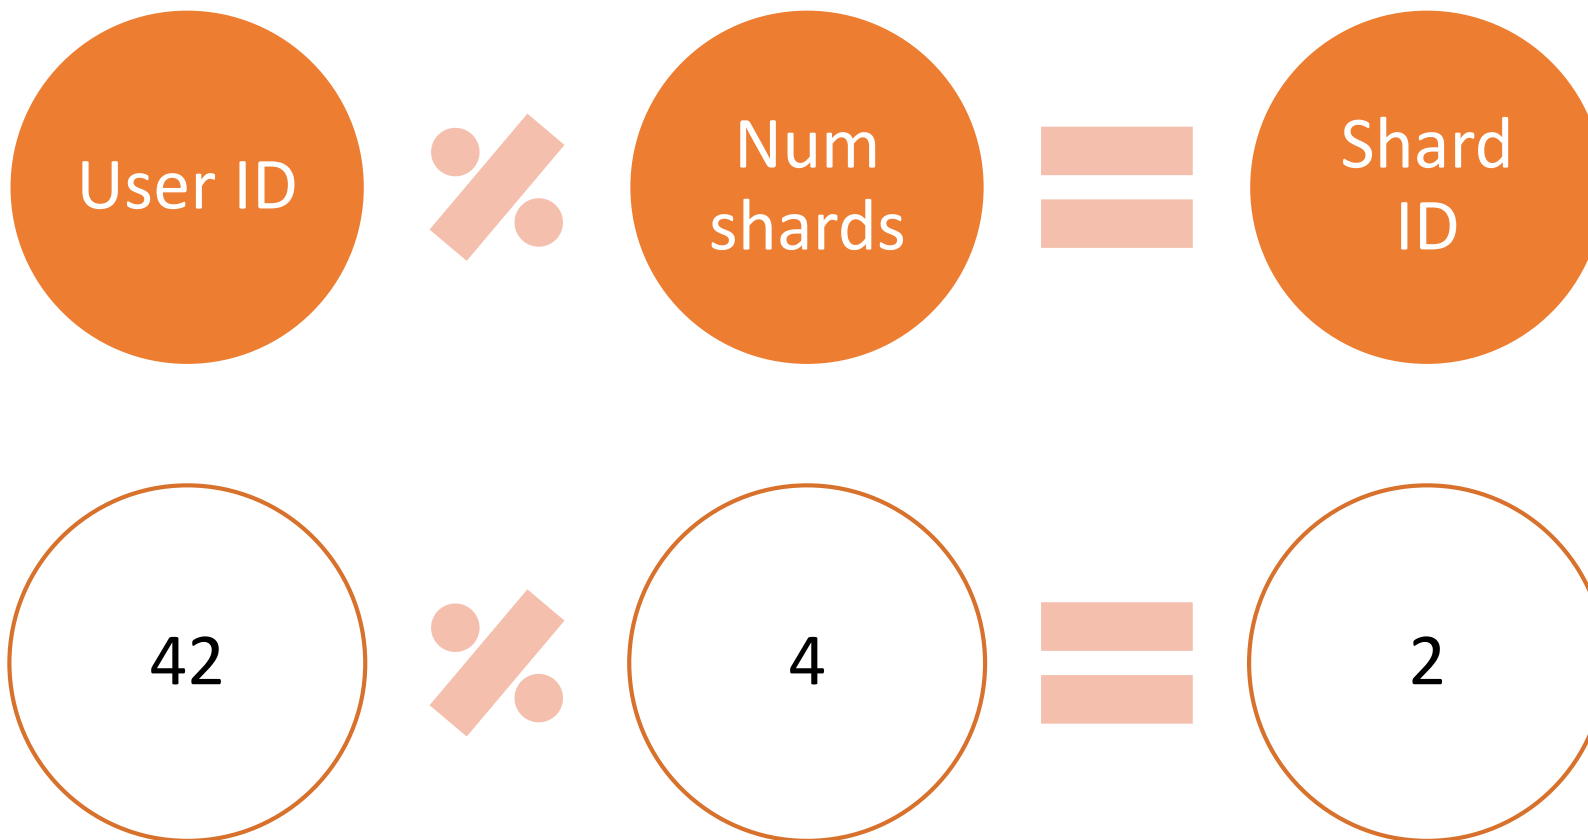 User ID % Num shards = Shard ID
42 % 4 = 2